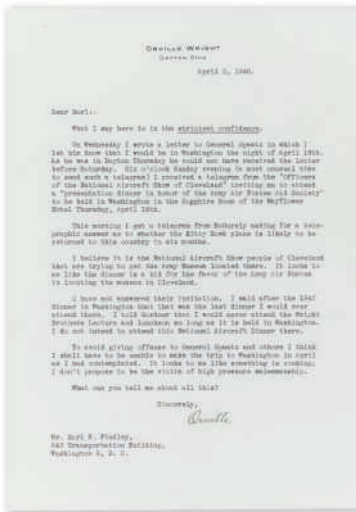 ORVILLE WRIGHT
DAYTON, OHIO
April 2, 1946.
Dear Earl:-
What I say here is in the strictest confidence.
On Wednesday I wrote a letter to General Spaatz in which I
let him know that I would be in Washington the night of April 18th.
As he was in Dayton Thursday he could not have received the letter
before Saturday. Six o'clock Sunday evening (a most unusual time
to send such a telegram) I received a telegram from the "Officers
of the National Aircraft Show of Cleveland" inviting me to attend
a "presentation dinner in honor of the Army Air Forces Aid Society"
to be held in Washington in the Sapphire Room of the Mayflower
Hotel Thursday, April 18th.
This morning I got a telegram from McSurely asking for a tele-
graphic answer as to whether the Kitty Hawk plane is likely to be
returned to this country in six months.
I believe it is the National Aircraft Show people of Cleveland
that are trying to get the Army Museum located there. It looks to
me like the dinner is a bid for the favor of the Army Air Forces
in locating the museum in Cleveland.
I have not answered their invitation. I said after the
dinner in Washington that that was the last dinner I would ever
attend there. I told Gardner that I would never attend the Wright
Brothers Lecture and luncheon so long as it is held in Washington.
I do not intend to attend this National Aircraft Dinner there.
To avoid giving offense to General Spaatz and others I think
I shall have to be unable to make the trip to Washington in April
as I had contemplated. It looks to me like something is cooking.
I don't propose to be the victim of high pressure salesmanship.
What can you tell me about all this?
Sincerely,
Orville
Mr. Earl N. Findley,
Transportation Building,
Washington 6, D. C.